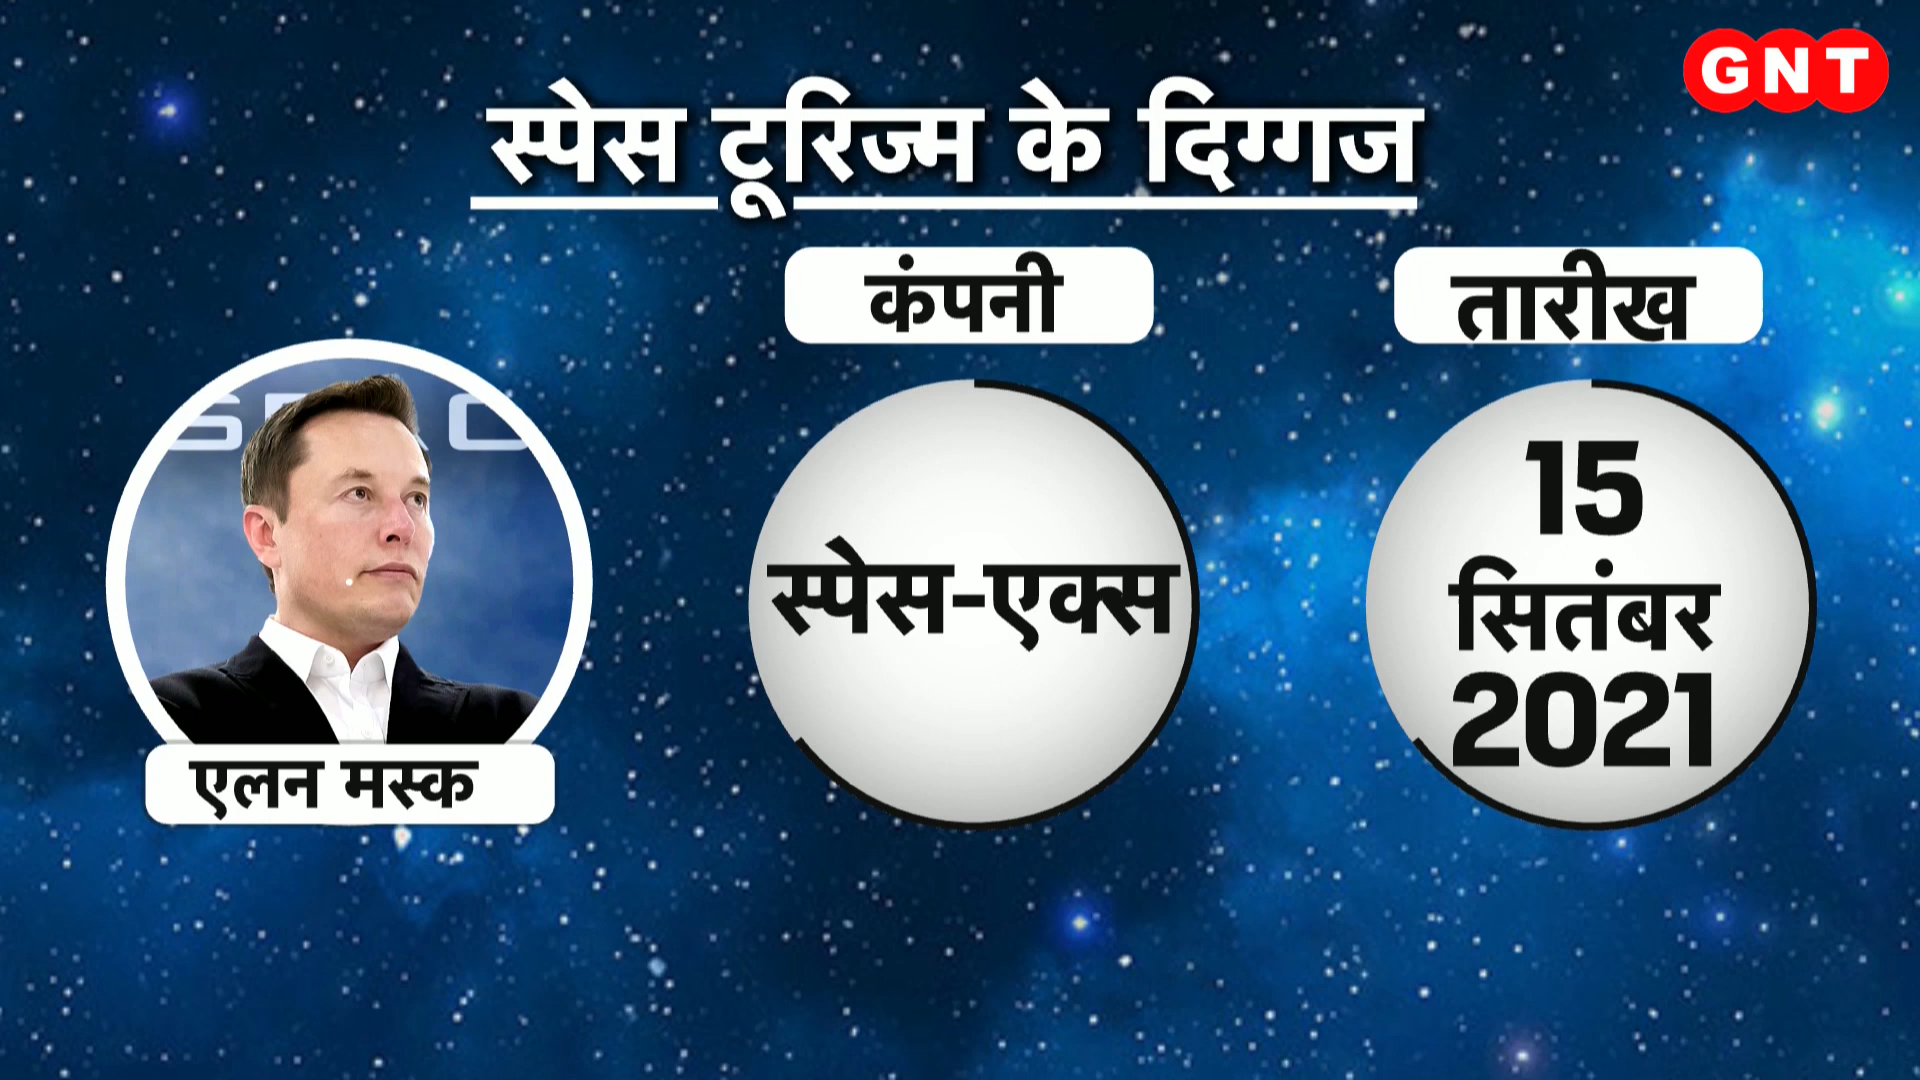 GNT
स्पेस टूरिज्म के दिग्गज
कंपनी
तारीख
स्पेस-एक्स
15
सितंबर
2021
एलन मस्क